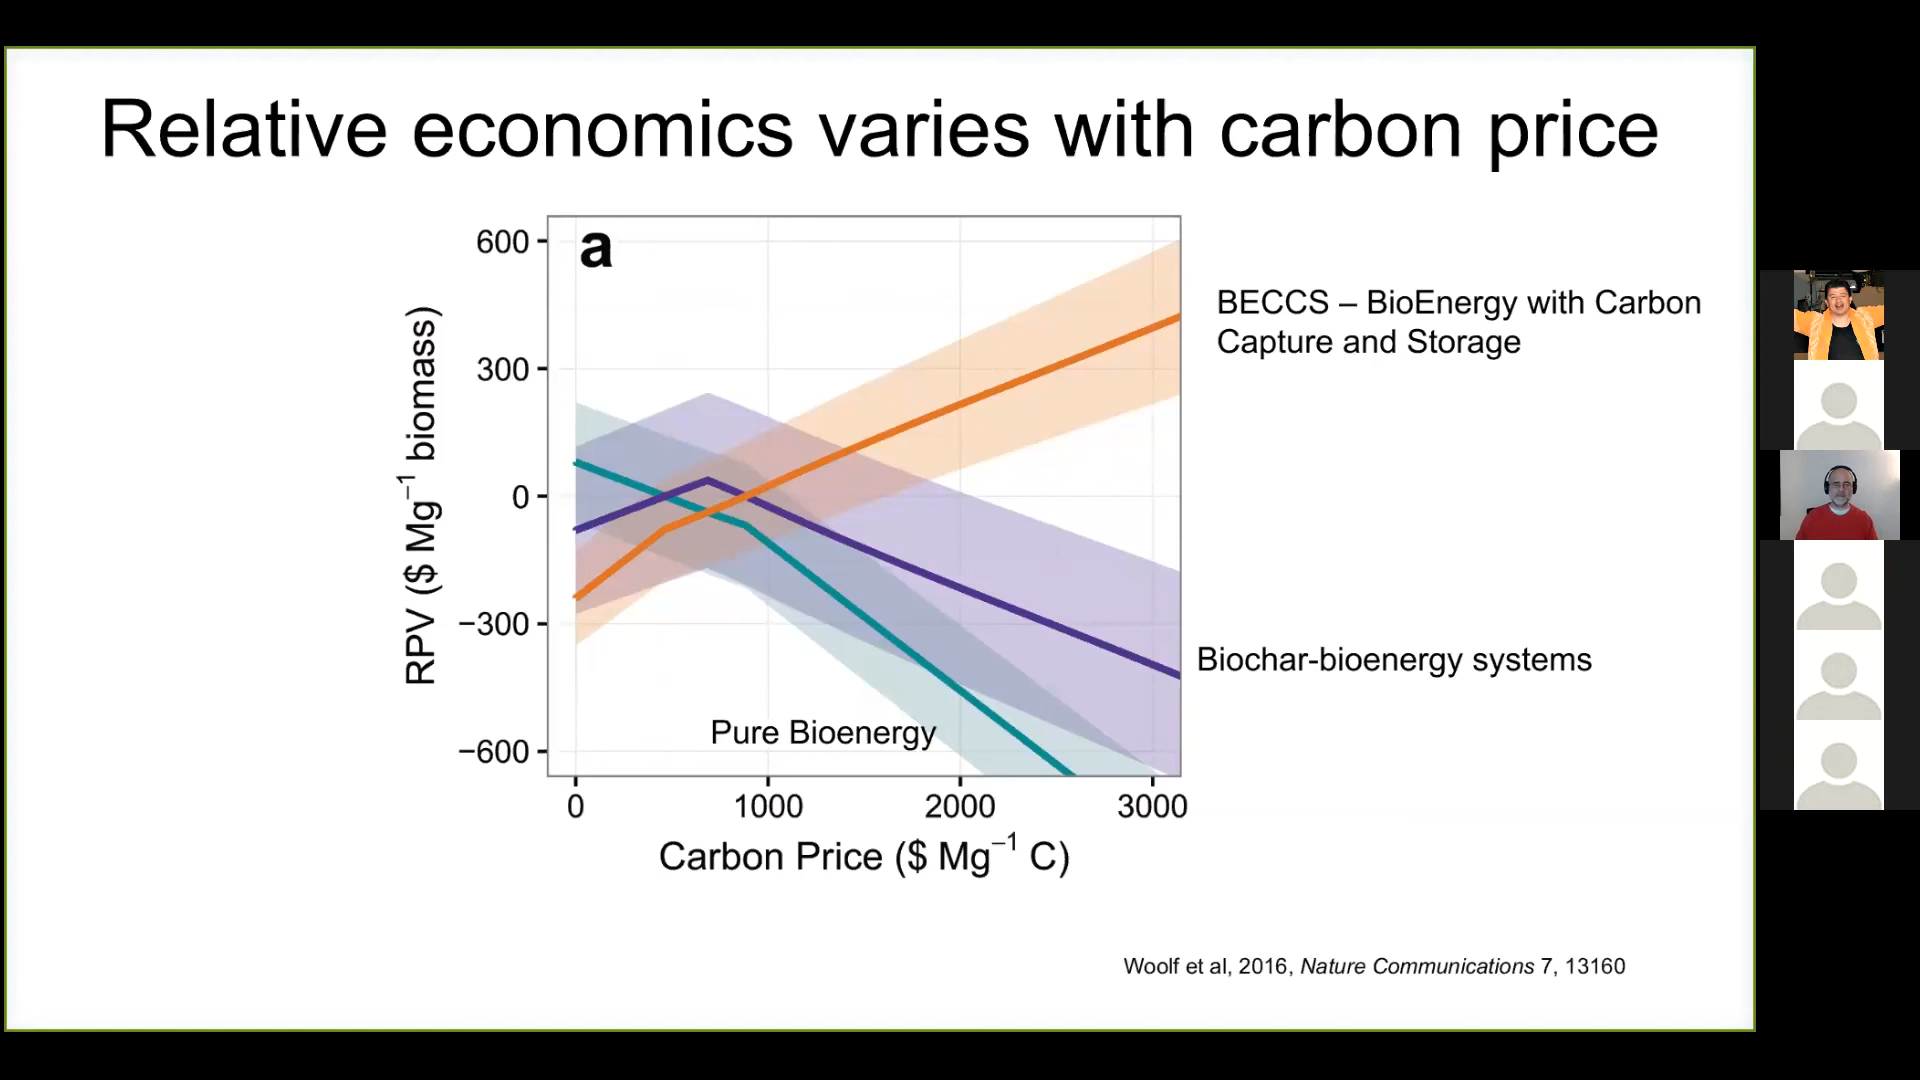 Relative economics varies with carbon price
a
600
300
0
−300
−600
RPV ($ Mg⁻¹ biomass)
BECCS – BioEnergy with Carbon
Capture and Storage
Biochar-bioenergy systems
Pure Bioenergy
0 1000 2000 3000
Carbon Price ($ Mg⁻¹ C)
Woolf et al, 2016, Nature Communications 7, 13160